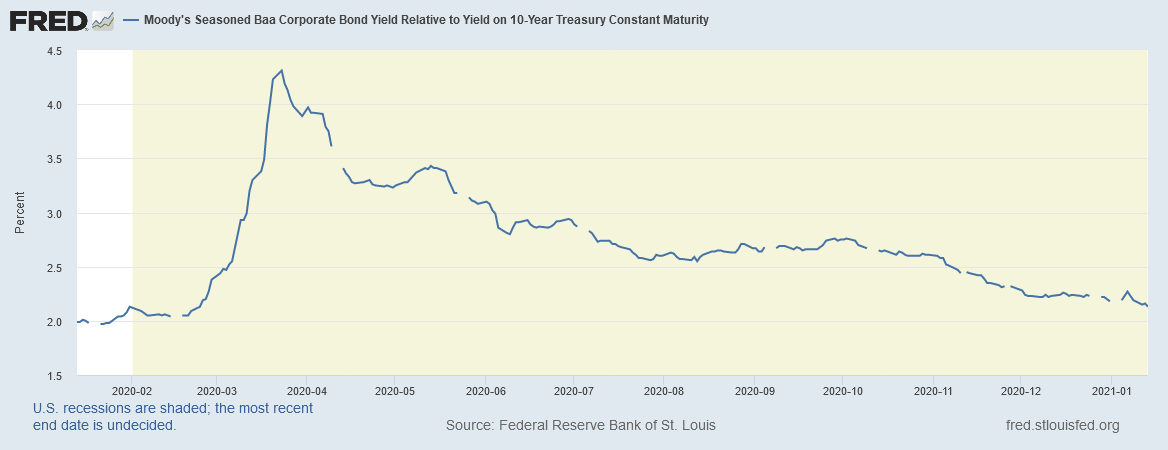 FRED
Moody's Seasoned Baa Corporate Bond Yield Relative to Yield on 10-Year Treasury Constant Maturity
4.5
4.0
3.5
3.0
2.5
2.0
1.5
Percent
2020-02 2020-03 2020-04 2020-05 2020-06 2020-07 2020-08 2020-09 2020-10 2020-11 2020-12 2021-01
U.S. recessions are shaded; the most recent
end date is undecided.
Source: Federal Reserve Bank of St. Louis
fred.stlouisfed.org